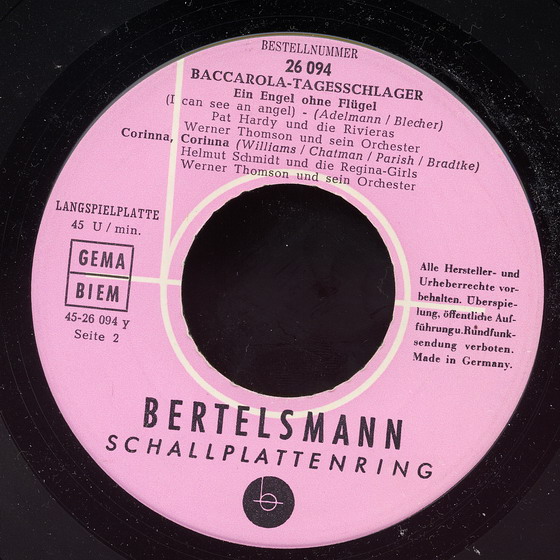 BESTELLNUMMER
26 094
BACCAROLA-TAGESSCHLAGER
Ein Engel ohne Flügel
(I can see an angel) - (Adelmann / Blecher)
Pat Hardy und die Rivieras
Werner Thomson und sein Orchester
Corinna, Corinna (Williams / Chatman / Parish / Bradtke)
Helmut Schmidt und die Regina-Girls
Werner Thomson und sein Orchester
LANGSPIELPLATTE
45 U / min.
GEMA
BIEM
45-26 094 y
Seite 2
Alle Hersteller- und
Urheberrechte vor-
behalten. Überspie-
lung, öffentliche Auf-
führung u. Rundfunk-
sendung verboten.
Made in Germany.
BERTELSMANN
SCHALLPLATTENRING
b